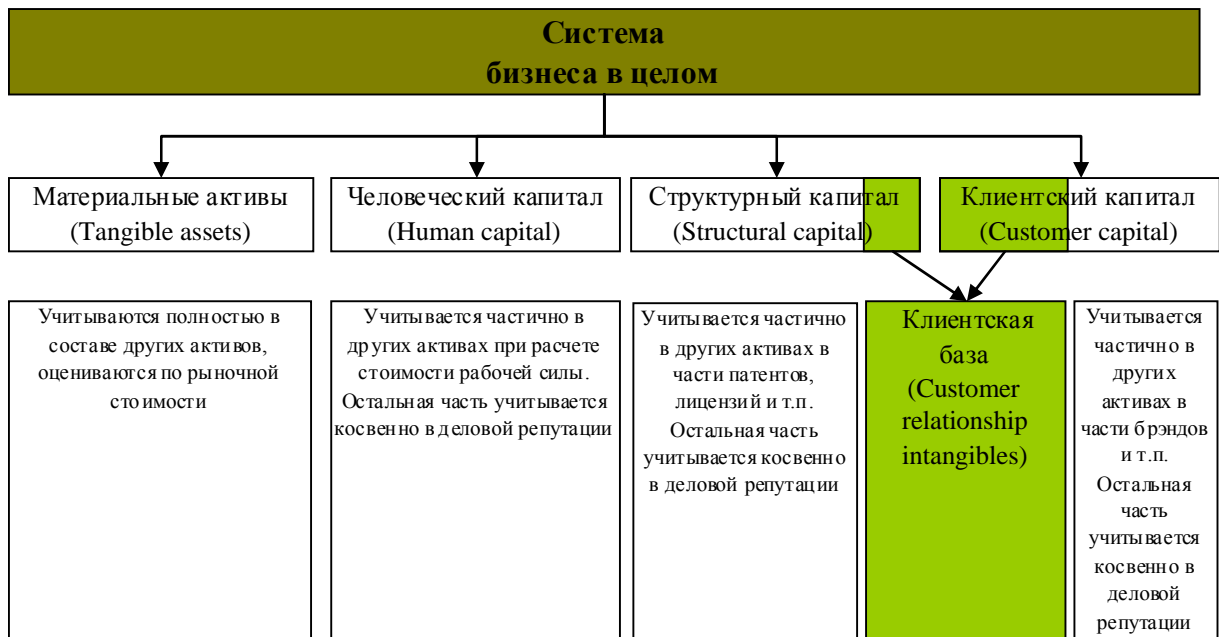 Система
бизнеса в целом
Материальные активы
(Tangible assets)
Человеческий капитал
(Human capital)
Структурный капитал
(Structural capital)
Клиентский капитал
(Customer capital)
Учитываются полностью в
составе других активов,
оцениваются по рыночной
стоимости
Учитывается частично в
других активах при расчете
стоимости рабочей силы.
Остальная часть учитывается
косвенно в деловой репутации
Учитывается частично
в других активах в
части патентов,
лицензий и т.п.
Остальная часть
учитывается косвенно
в деловой репутации
Клиентская
база
(Customer
relationship
intangibles)
Учитывается
частично в
других
активах в
части брэндов
и т.п.
Остальная
часть
учитывается
косвенно в
деловой
репутации